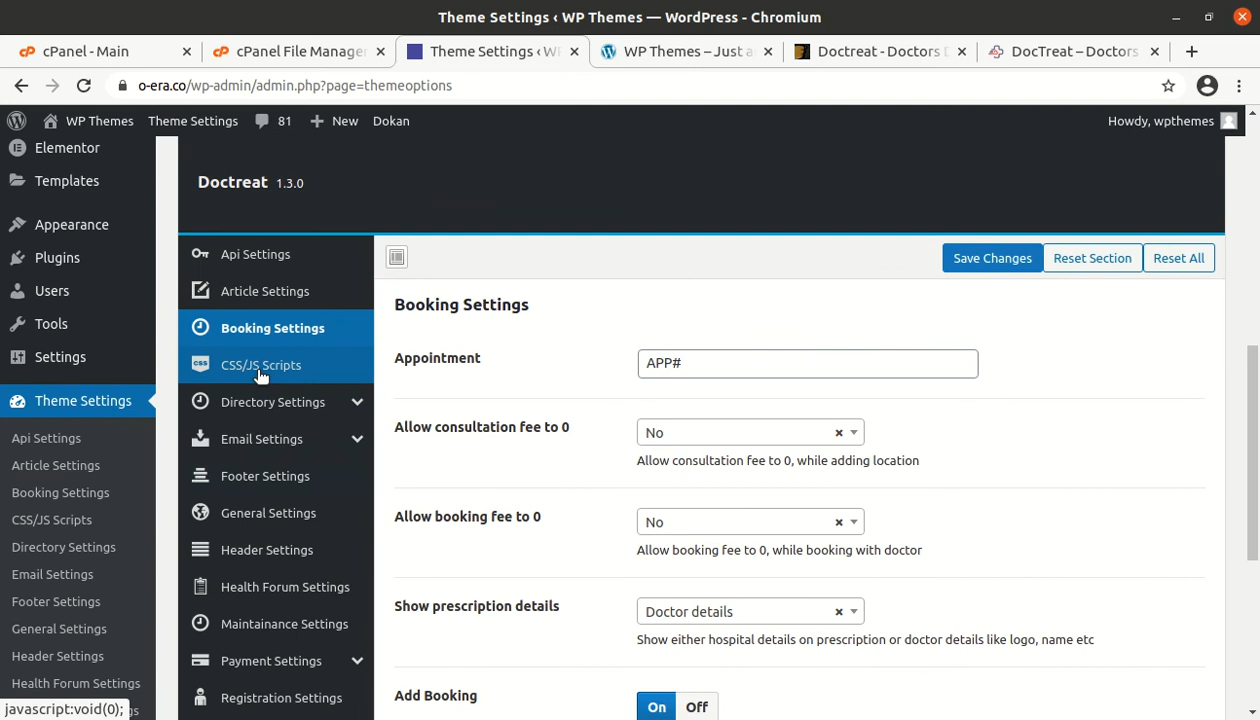 Theme Settings ‹ WP Themes — WordPress - Chromium
cPanel - Main
cPanel File Manage
Theme Settings ‹ WP
WP Themes – Just a
Doctreat - Doctors D
DocTreat – Doctors
o-era.co/wp-admin/admin.php?page=themeoptions
WP Themes
Theme Settings
81
New
Dokan
Howdy, wpthemes
Elementor
Templates
Appearance
Plugins
Users
Tools
Settings
Theme Settings
Api Settings
Article Settings
Booking Settings
CSS/JS Scripts
Directory Settings
Email Settings
Footer Settings
General Settings
Header Settings
Health Forum Settings
javascript:void(0);
Doctreat 1.3.0
Api Settings
Article Settings
Booking Settings
CSS CSS/JS Scripts
Directory Settings
Email Settings
Footer Settings
General Settings
Header Settings
Health Forum Settings
Maintainance Settings
Payment Settings
Registration Settings
Save Changes
Reset Section
Reset All
Booking Settings
Appointment
APP#
Allow consultation fee to 0
No
Allow consultation fee to 0, while adding location
Allow booking fee to 0
No
Allow booking fee to 0, while booking with doctor
Show prescription details
Doctor details
Show either hospital details on prescription or doctor details like logo, name etc
Add Booking
On
Off